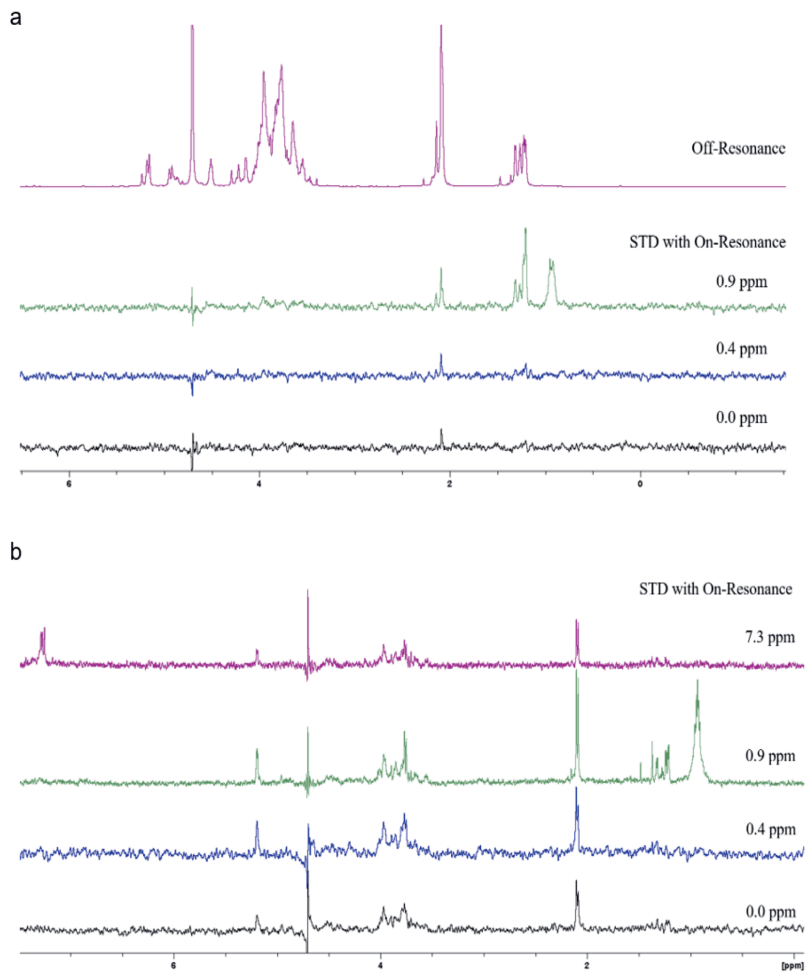 a
Off-Resonance
STD with On-Resonance
0.9 ppm
0.4 ppm
0.0 ppm
6 4 2 0
b
STD with On-Resonance
7.3 ppm
0.9 ppm
0.4 ppm
0.0 ppm
6 4 2 [ppm]